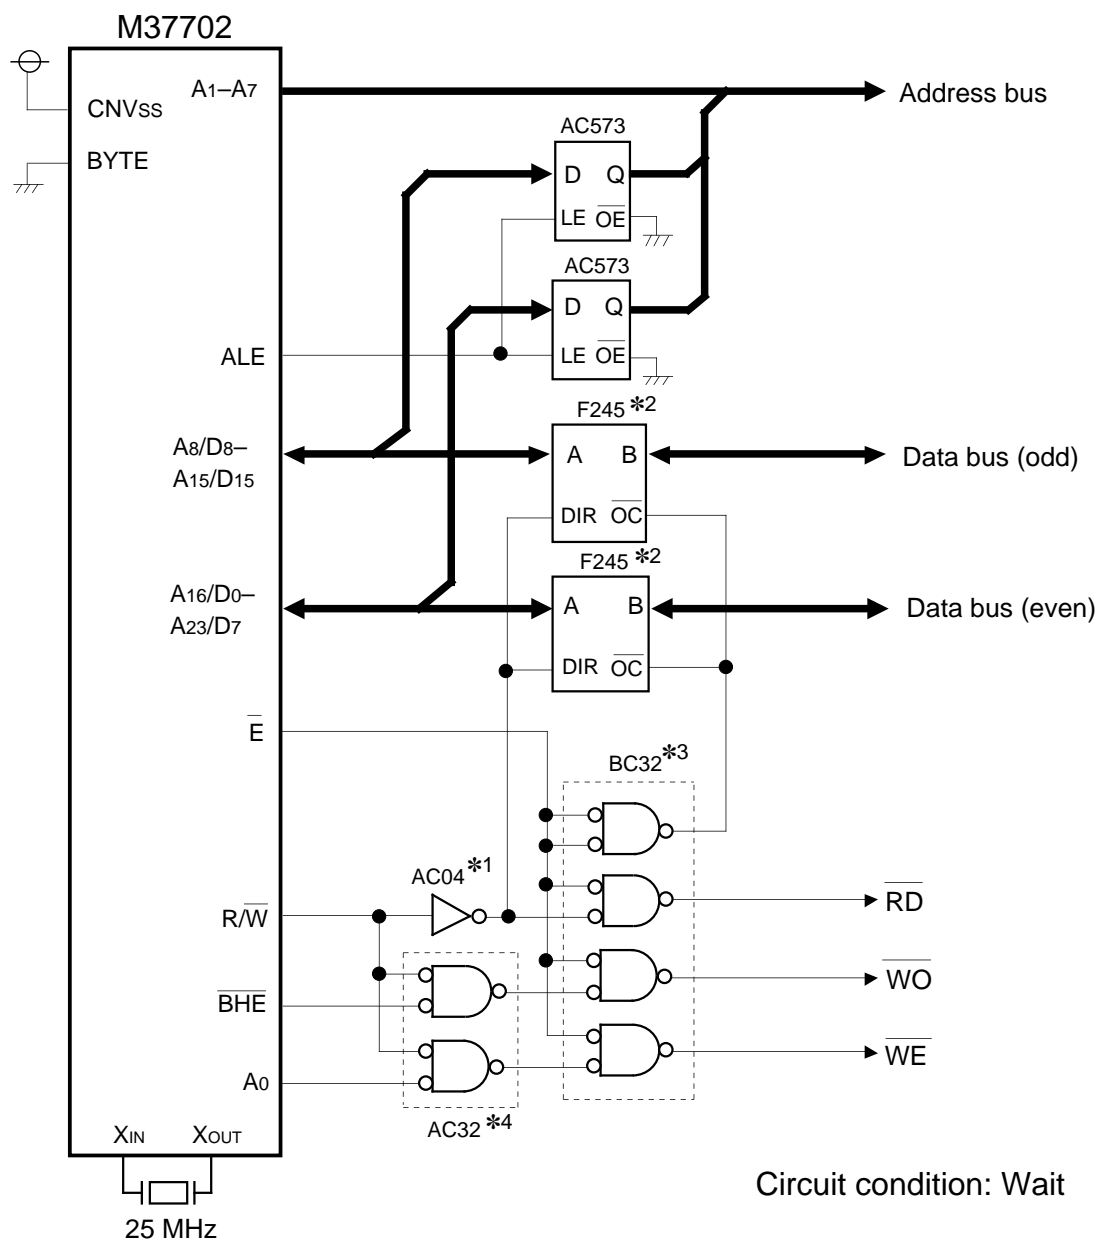 M37702
CNVSS
BYTE
A1–A7
Address bus
AC573
D Q
LE OE
AC573
D Q
LE OE
ALE
F245 *2
A8/D8–
A15/D15
A B
Data bus (odd)
DIR OC
F245 *2
A16/D0–
A23/D7
A B
Data bus (even)
DIR OC
E
BC32*3
AC04*1
R/W
RD
BHE
WO
A0
WE
AC32 *4
XIN XOUT
25 MHz
Circuit condition: Wait